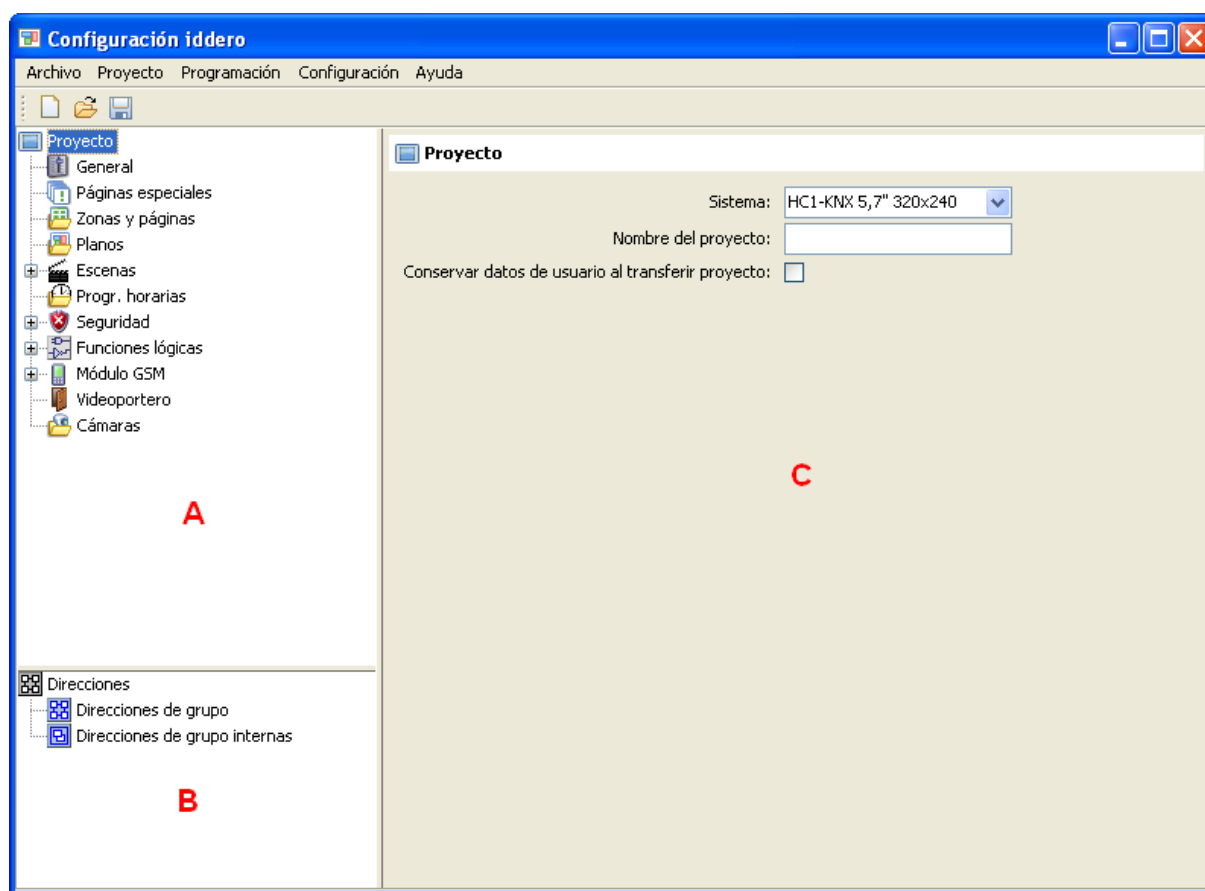 Configuración iddero
Archivo Proyecto Programación Configuración Ayuda
Proyecto
General
Páginas especiales
Zonas y páginas
Planos
Escenas
Progr. horarias
Seguridad
Funciones lógicas
Módulo GSM
Videoportero
Cámaras
A
Direcciones
Direcciones de grupo
Direcciones de grupo internas
B
Proyecto
Sistema: HC1-KNX 5,7" 320x240
Nombre del proyecto:
Conservar datos de usuario al transferir proyecto:
C